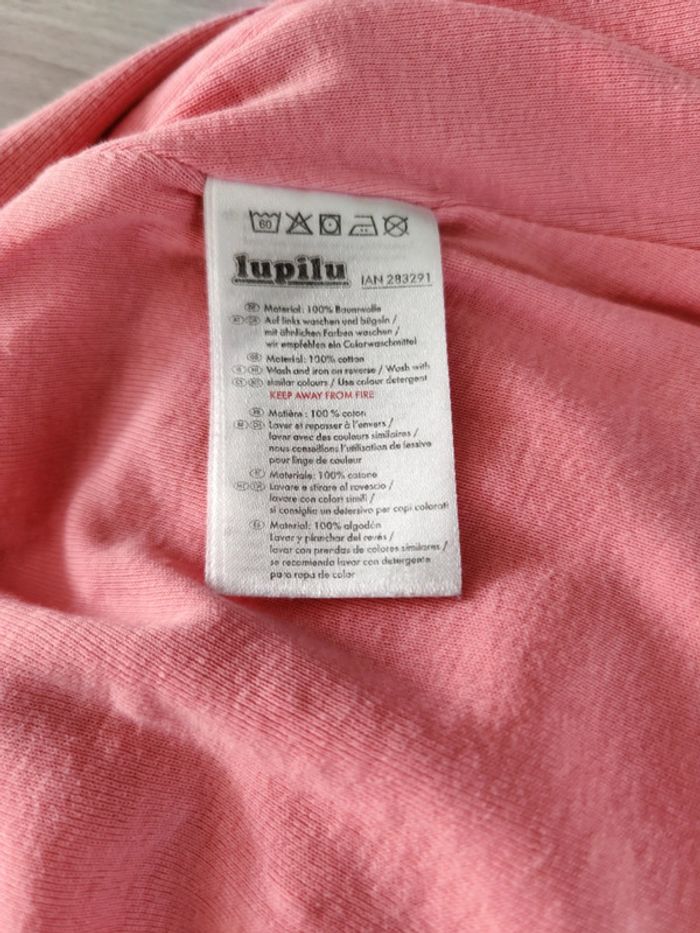 60
lupilu IAN 283291
DE Material: 100% Baumwolle
AT CH Auf links waschen und bügeln /
mit ähnlichen Farben waschen /
wir empfehlen ein Colorwaschmittel
GB Material: 100% cotton
Wash and iron on reverse / Wash with
similar colours / Use colour detergent
KEEP AWAY FROM FIRE
Matière: 100% coton
Laver et repasser à l'envers /
laver avec des couleurs similaires /
nous conseillons l'utilisation de lessive
pour linge de couleur
Materiale: 100% cotone
Lavare e stirare al rovescio /
lavare con colori simili /
si consiglia un detersivo per capi colorati
ES Material: 100% algodón
Lavar y planchar del revés /
lavar con prendas de colores similares /
se recomienda lavar con detergente
para ropa de color